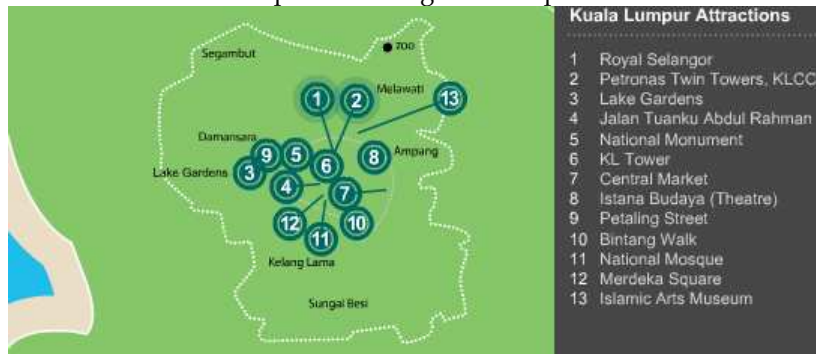 Kuala Lumpur Attractions
1 Royal Selangor
2 Petronas Twin Towers, KLCC
3 Lake Gardens
4 Jalan Tuanku Abdul Rahman
5 National Monument
6 KL Tower
7 Central Market
8 Istana Budaya (Theatre)
9 Petaling Street
10 Bintang Walk
11 National Mosque
12 Merdeka Square
13 Islamic Arts Museum
Segambut
ZOO
Melawati
1
2
13
Damansara
9
5
6
8
Ampang
Lake Gardens
3
4
7
12
11
10
Kelang Lama
Sungai Besi